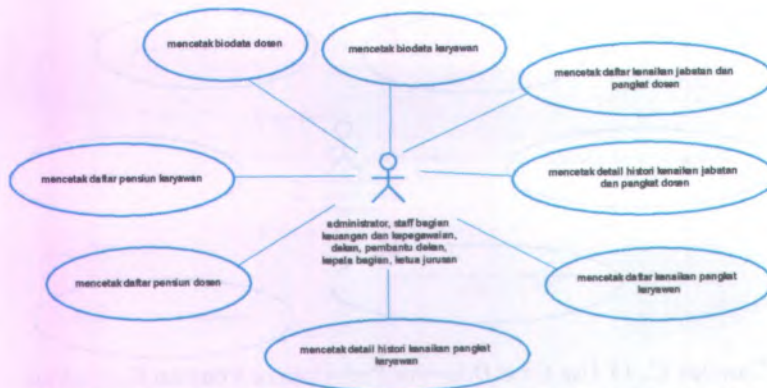 mencetak biodata dosen
mencetak biodata karyawan
mencetak daftar kenaikan jabatan dan
pangkat dosen
mencetak daftar pensiun karyawan
mencetak detail histori kenaikan jabatan
dan pangkat dosen
administrator, staff bagian
keuangan dan kepegawaian,
dekan, pembantu dekan,
kepala bagian, ketua jurusan
mencetak daftar pensiun dosen
mencetak daftar kenaikan pangkat
karyawan
mencetak detail histori kenaikan pangkat
karyawan